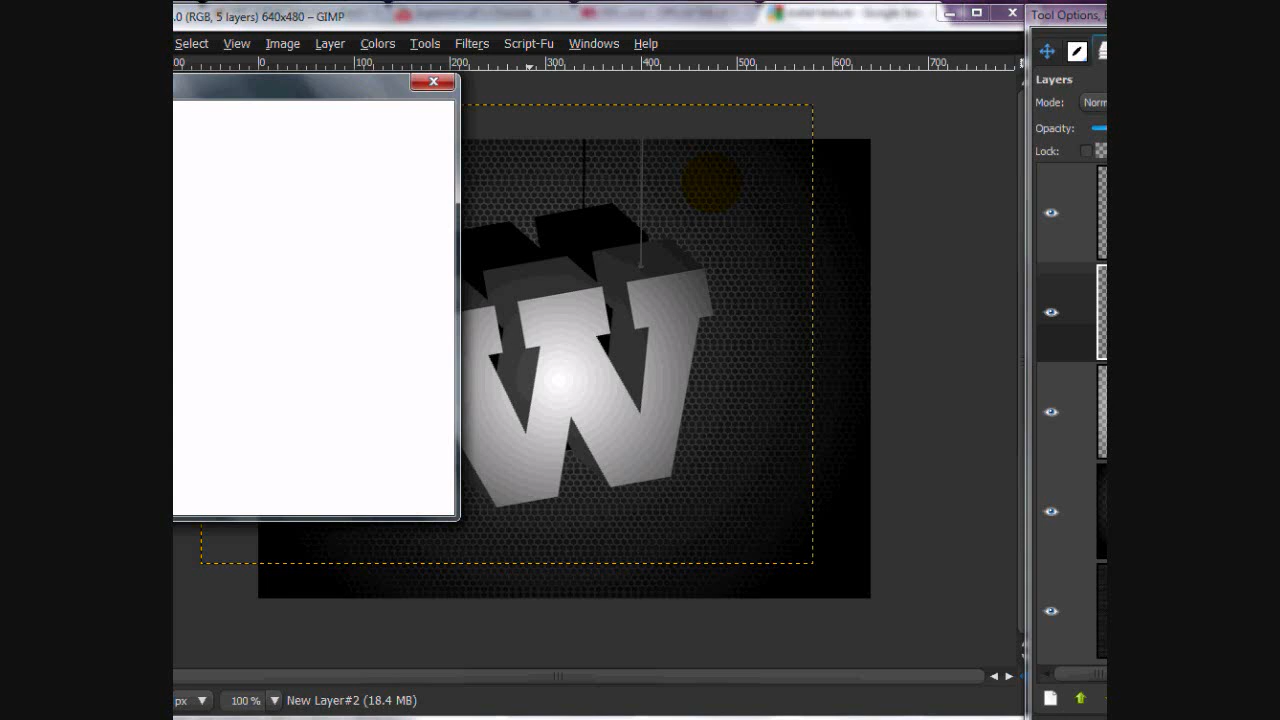 .0 (RGB, 5 layers) 640x480 – GIMP
Tool Options,
Select View Image Layer Colors Tools Filters Script-Fu Windows Help
0 100 200 300 400 500 600 700
Layers
Mode: Norm
Opacity:
Lock:
W
px 100 % New Layer#2 (18.4 MB)